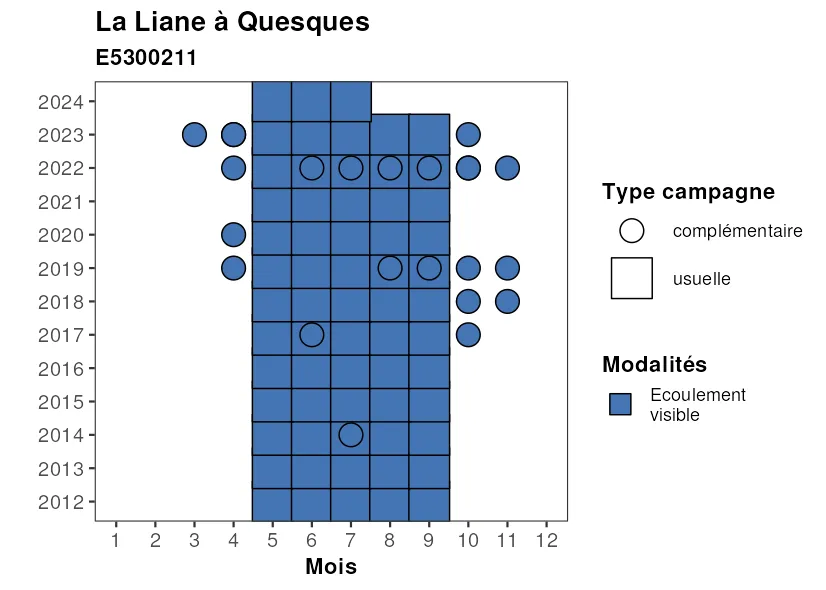 La Liane à Quesques
E5300211
2024
2023
2022
2021
2020
2019
2018
2017
2016
2015
2014
2013
2012
1 2 3 4 5 6 7 8 9 10 11 12
Mois
Type campagne
complémentaire
usuelle
Modalités
Ecoulement
visible